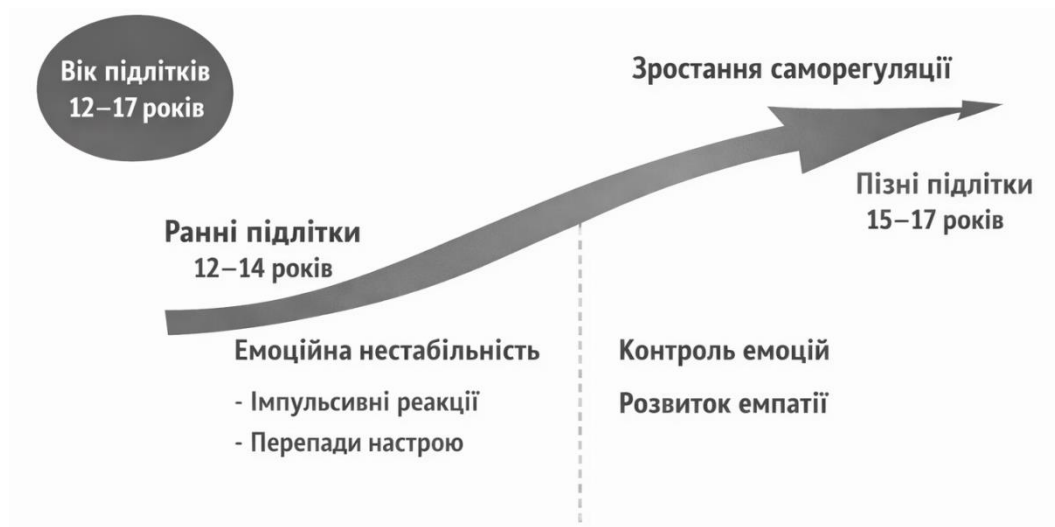 Вік підлітків
12–17 років
Зростання саморегуляції
Пізні підлітки
15–17 років
Ранні підлітки
12–14 років
Емоційна нестабільність
- Імпульсивні реакції
- Перепади настрою
Контроль емоцій
Розвиток емпатії